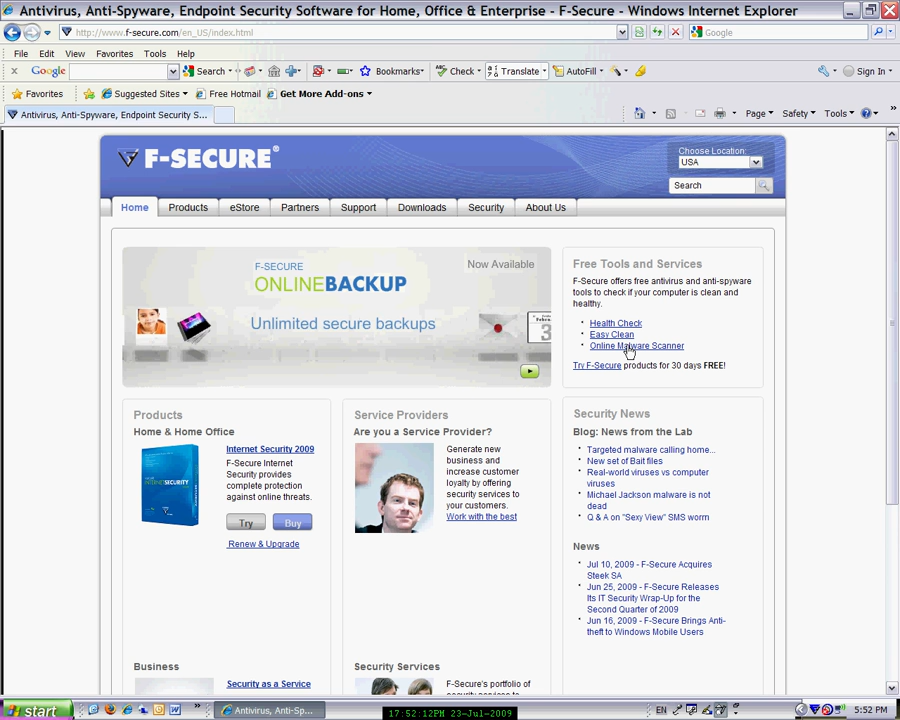 Antivirus, Anti-Spyware, Endpoint Security Software for Home, Office & Enterprise - F-Secure - Windows Internet Explorer
http://www.f-secure.com/en_US/index.html
Google
File Edit View Favorites Tools Help
x Google Search Bookmarks Check Translate AutoFill Sign In
Favorites Suggested Sites Free Hotmail Get More Add-ons
Antivirus, Anti-Spyware, Endpoint Security S...
Page Safety Tools
F-SECURE®
Choose Location:
USA
Search
Home Products eStore Partners Support Downloads Security About Us
F-SECURE
ONLINEBACKUP
Now Available
Unlimited secure backups
3
Free Tools and Services
F-Secure offers free antivirus and anti-spyware
tools to check if your computer is clean and
healthy.
Health Check
Easy Clean
Online Malware Scanner
Try F-Secure products for 30 days FREE!
Products
Home & Home Office
Internet Security 2009
F-Secure Internet
Security provides
complete protection
against online threats.
Try Buy
Renew & Upgrade
Business
Security as a Service
Service Providers
Are you a Service Provider?
Generate new
business and
increase customer
loyalty by offering
security services to
your customers.
Work with the best
Security Services
F-Secure's portfolio of
Security News
Blog: News from the Lab
Targeted malware calling home...
New set of Bait files
Real-world viruses vs computer
viruses
Michael Jackson malware is not
dead
Q & A on "Sexy View" SMS worm
News
Jul 10, 2009 - F-Secure Acquires
Steek SA
Jun 25, 2009 - F-Secure Releases
Its IT Security Wrap-Up for the
Second Quarter of 2009
Jun 16, 2009 - F-Secure Brings Anti-
theft to Windows Mobile Users
start
Antivirus, Anti-Sp...
17:52:12PM 23-Jul-2009
EN
5:52 PM